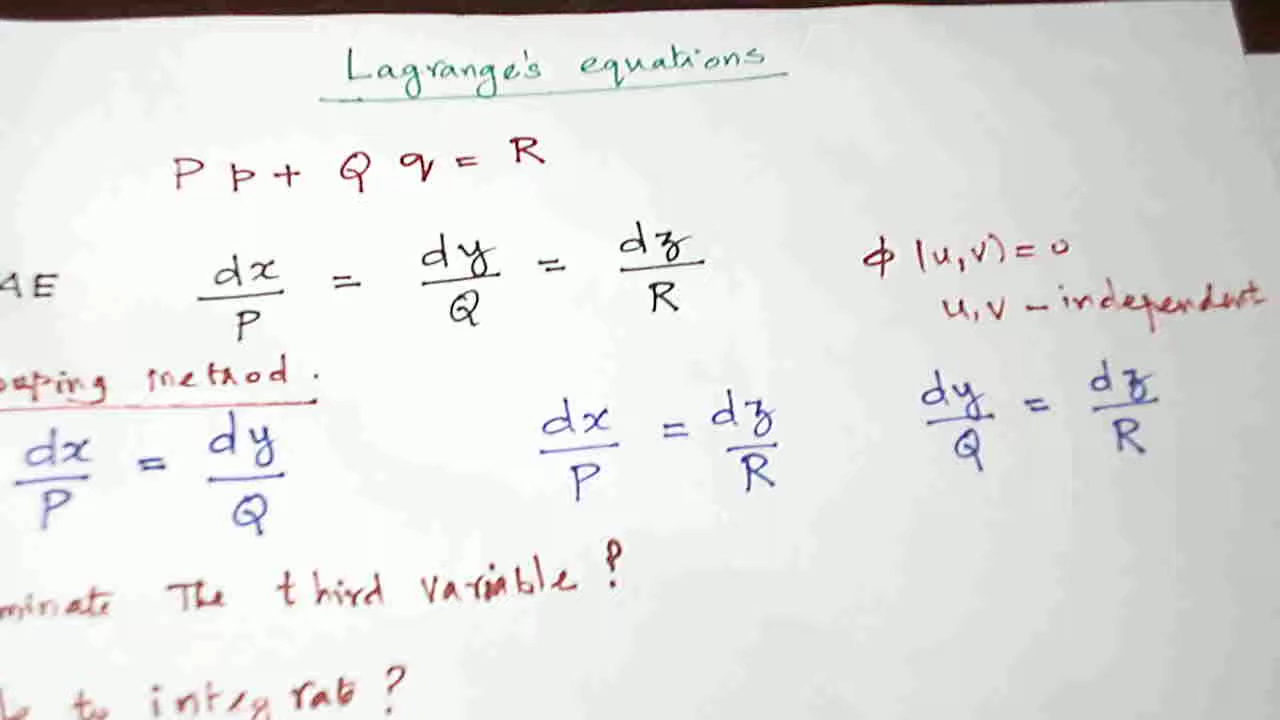 Lagrange's equations
P p + Q q = R
AE dx/P = dy/Q = dz/R
ϕ (u,v) = 0
u, v - independent
method.
dx/P = dy/Q dx/P = dz/R dy/Q = dz/R
The third variable?
to integrate?